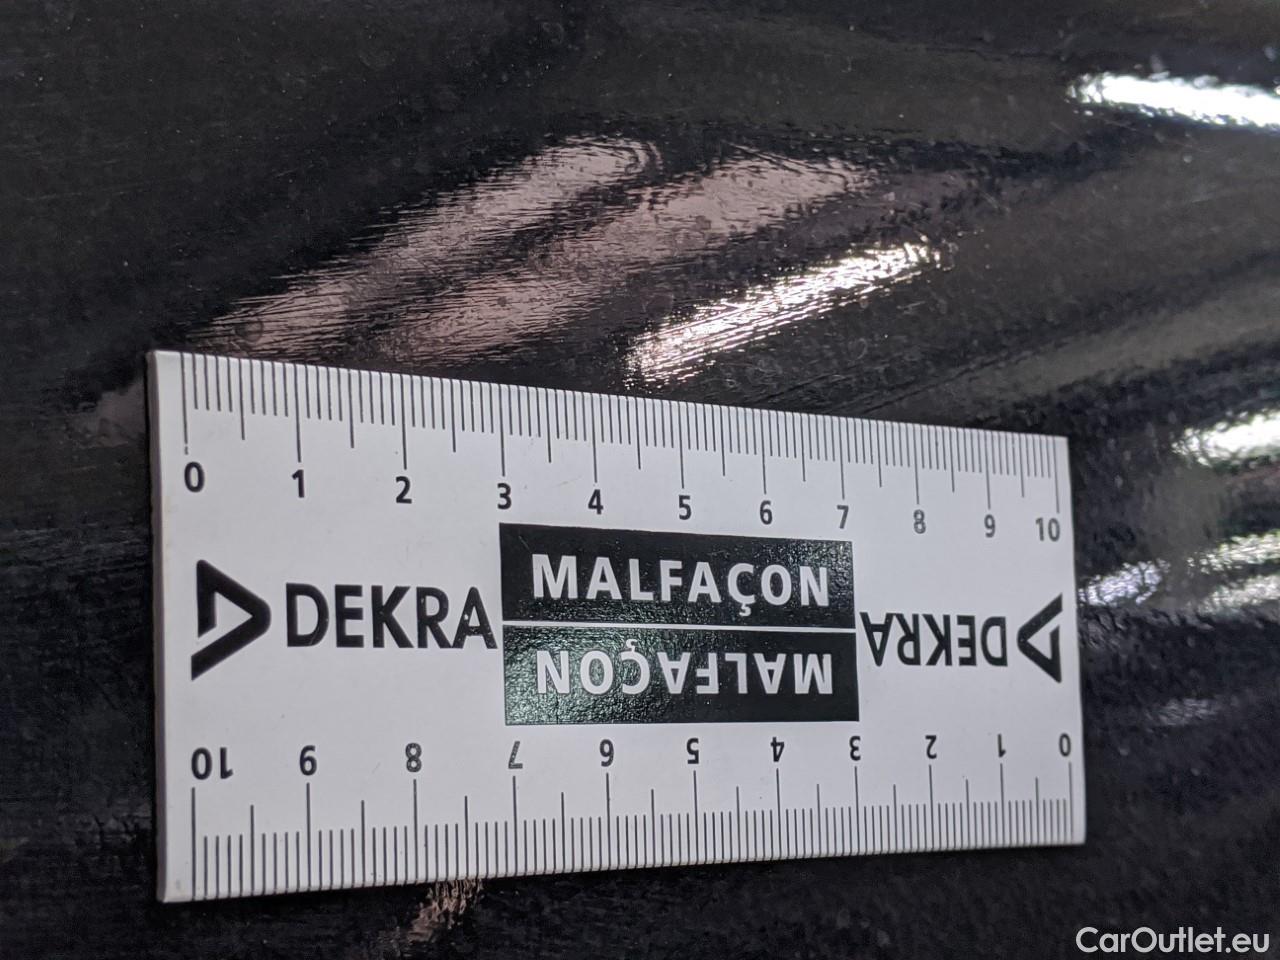 0 1 2 3 4 5 6 7 8 9 10
DEKRA MALFAÇON
MALFAÇON DEKRA
10 9 8 7 6 5 4 3 2 1 0
CarOutlet.eu